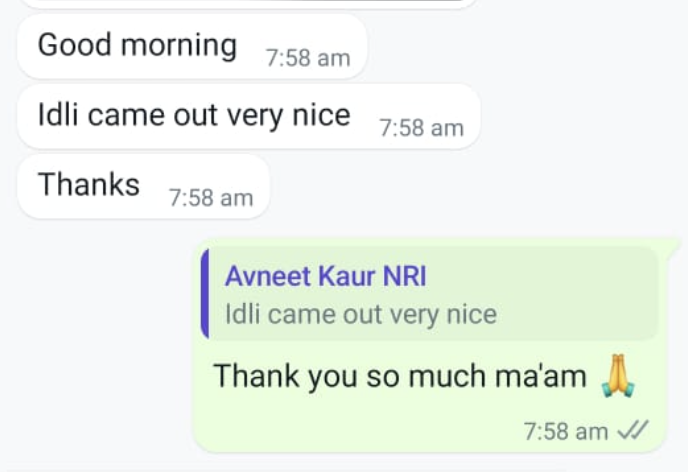 Good morning 7:58 am
Idli came out very nice 7:58 am
Thanks 7:58 am
Avneet Kaur NRI
Idli came out very nice
Thank you so much ma'am 🙏
7:58 am